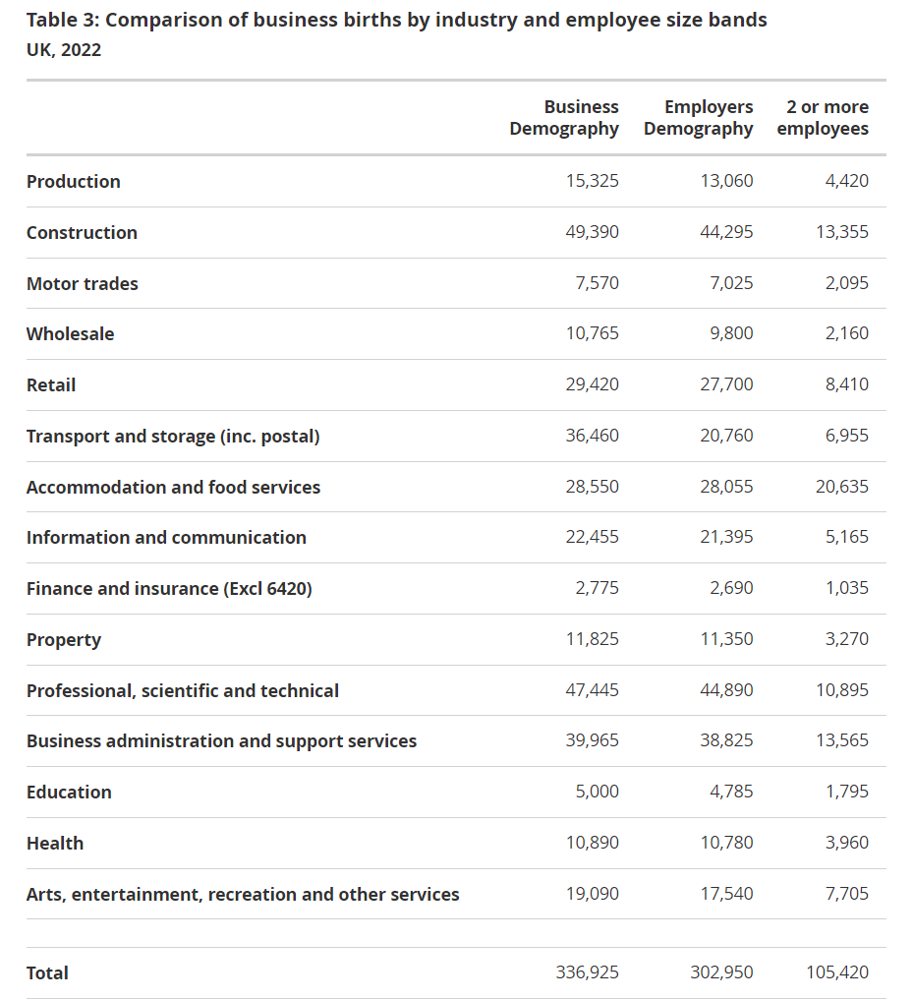 Table 3: Comparison of business births by industry and employee size bands
UK, 2022
Business Employers 2 or more
Demography Demography employees
Production 15,325 13,060 4,420
Construction 49,390 44,295 13,355
Motor trades 7,570 7,025 2,095
Wholesale 10,765 9,800 2,160
Retail 29,420 27,700 8,410
Transport and storage (inc. postal) 36,460 20,760 6,955
Accommodation and food services 28,550 28,055 20,635
Information and communication 22,455 21,395 5,165
Finance and insurance (Excl 6420) 2,775 2,690 1,035
Property 11,825 11,350 3,270
Professional, scientific and technical 47,445 44,890 10,895
Business administration and support services 39,965 38,825 13,565
Education 5,000 4,785 1,795
Health 10,890 10,780 3,960
Arts, entertainment, recreation and other services 19,090 17,540 7,705
Total 336,925 302,950 105,420